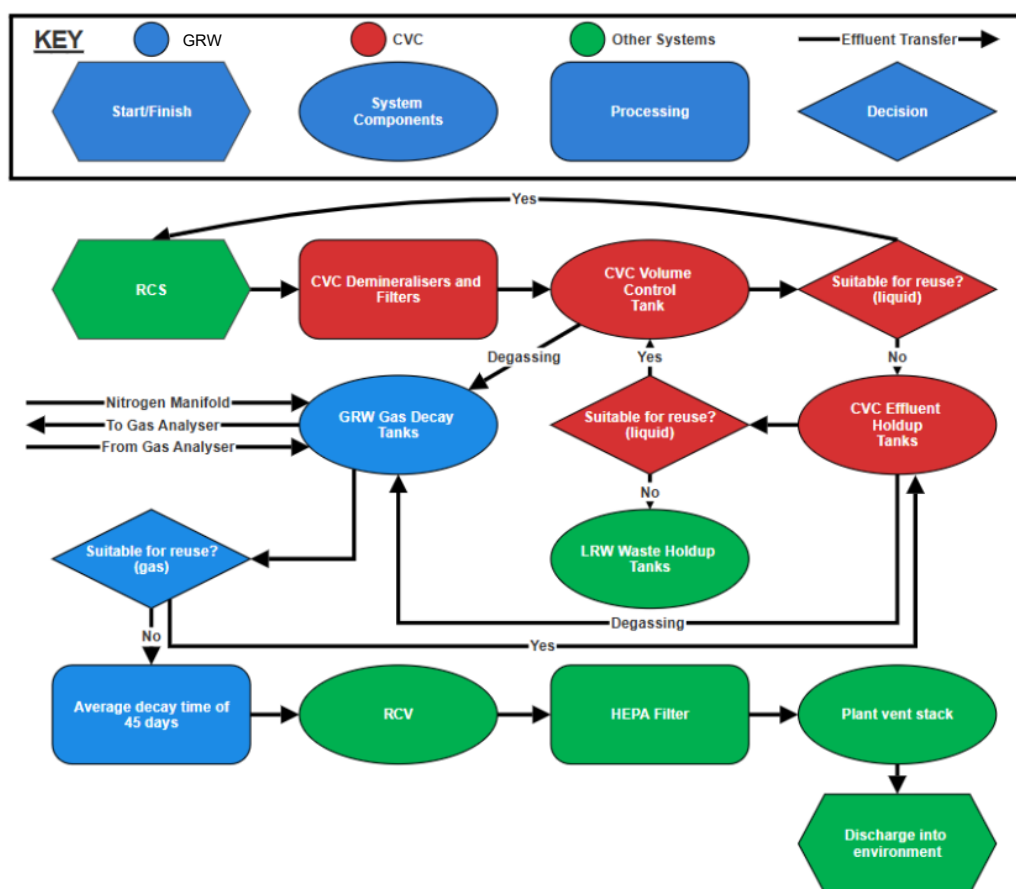 KEY
GRW
CVC
Other Systems
Effluent Transfer
Start/Finish
System
Components
Processing
Decision
Yes
RCS
CVC Demineralisers and
Filters
CVC Volume
Control
Tank
Suitable for reuse?
(liquid)
Degassing
Yes
No
Nitrogen Manifold
To Gas Analyser
From Gas Analyser
GRW Gas Decay
Tanks
Suitable for reuse?
(liquid)
CVC Effluent
Holdup
Tanks
No
Suitable for reuse?
(gas)
LRW Waste Holdup
Tanks
Degassing
No
Yes
Average decay time of
45 days
RCV
HEPA Filter
Plant vent stack
Discharge into
environment